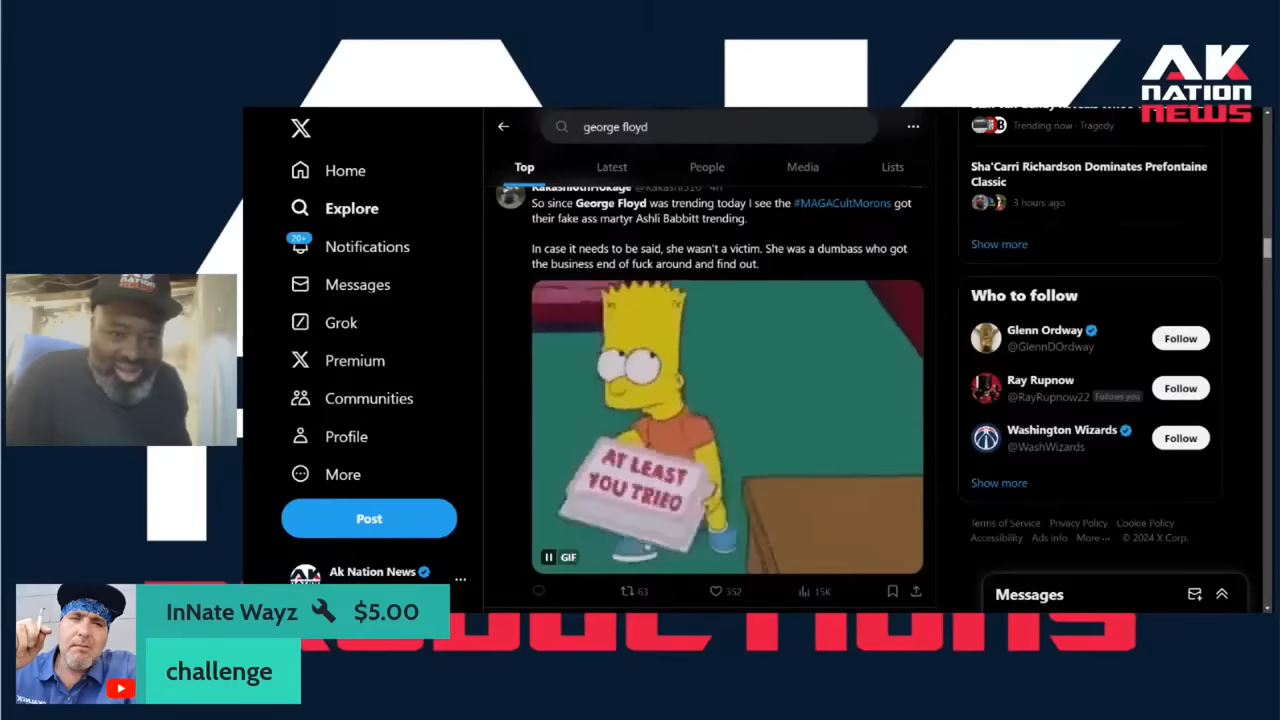 AK
NATION
NEWS
george floyd
Top
Latest
People
Media
Lists
Home
Explore
20+
Notifications
Messages
Grok
Premium
Communities
Profile
More
Post
Ak Nation News
So since George Floyd was trending today I see the #MAGACultMorons got
their fake ass martyr Ashli Babbitt trending.
In case it needs to be said, she wasn't a victim. She was a dumbass who got
the business end of fuck around and find out.
AT LEAST
YOU TRIED
GIF
63
352
15K
Trending now · Tragedy
Sha'Carri Richardson Dominates Prefontaine
Classic
3 hours ago
Show more
Who to follow
Glenn Ordway
@GlennDOrdway
Follow
Ray Rupnow
@RayRupnow22 Follows you
Follow
Washington Wizards
@WashWizards
Follow
Show more
Terms of Service Privacy Policy Cookie Policy
Accessibility Ads info More ··· © 2024 X Corp.
Messages
InNate Wayz $5.00
challenge